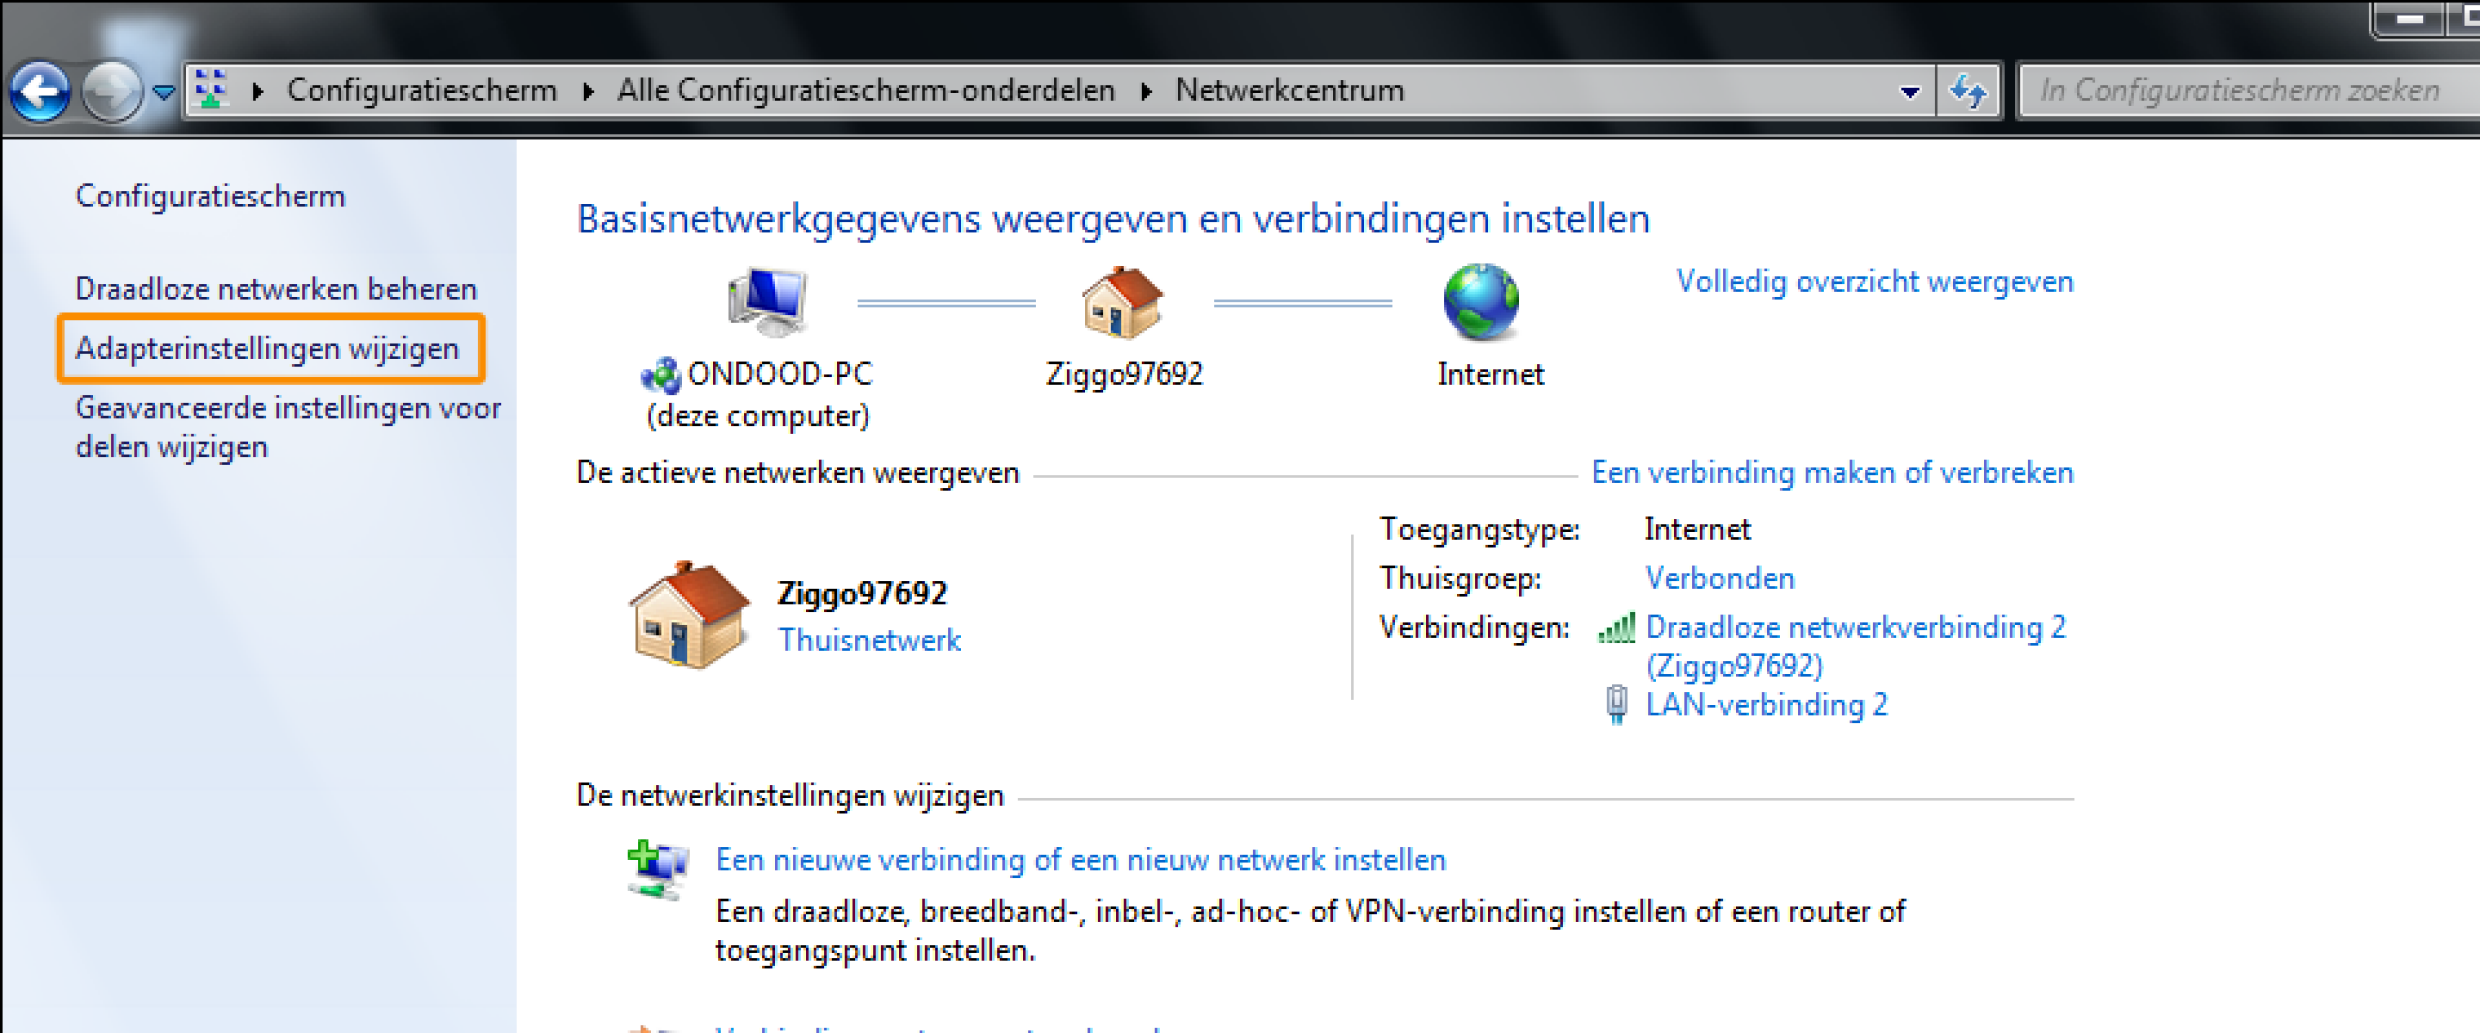 Configuratiescherm ▸ Alle Configuratiescherm-onderdelen ▸ Netwerkcentrum
In Configuratiescherm zoeken
Configuratiescherm
Draadloze netwerken beheren
Adapterinstellingen wijzigen
Geavanceerde instellingen voor
delen wijzigen
Basisnetwerkgegevens weergeven en verbindingen instellen
Volledig overzicht weergeven
ONDOOD-PC
(deze computer)
Ziggo97692
Internet
De actieve netwerken weergeven
Een verbinding maken of verbreken
Ziggo97692
Thuisnetwerk
Toegangstype: Internet
Thuisgroep: Verbonden
Verbindingen: Draadloze netwerkverbinding 2
(Ziggo97692)
LAN-verbinding 2
De netwerkinstellingen wijzigen
Een nieuwe verbinding of een nieuw netwerk instellen
Een draadloze, breedband-, inbel-, ad-hoc- of VPN-verbinding instellen of een router of
toegangspunt instellen.